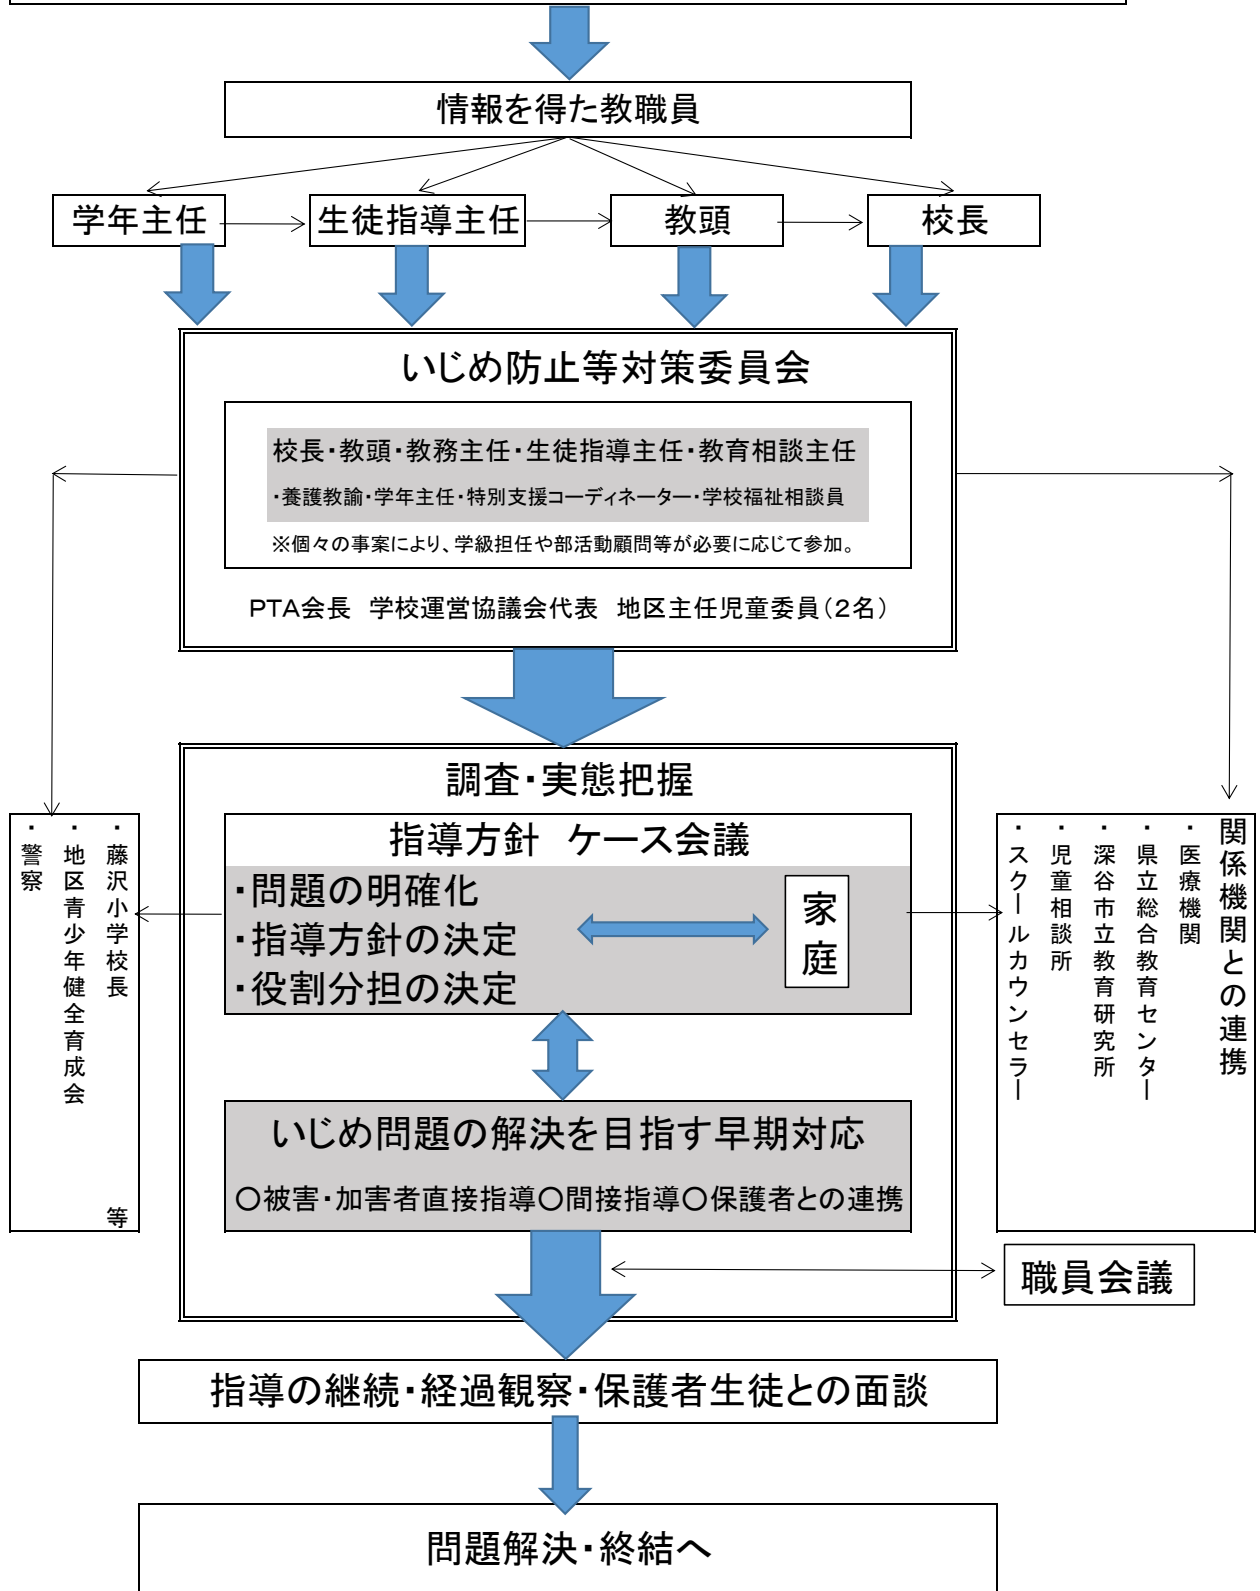 情報を得た教職員
学年主任
生徒指導主任
教頭
校長
いじめ防止等対策委員会
校長・教頭・教務主任・生徒指導主任・教育相談主任
・養護教諭・学年主任・特別支援コーディネーター・学校福祉相談員
※個々の事案により、学級担任や部活動顧問等が必要に応じて参加。
PTA会長　学校運営協議会代表　地区主任児童委員(2名)
調査・実態把握
指導方針　ケース会議
・問題の明確化
・指導方針の決定
・役割分担の決定
家庭
・藤沢小学校長　等
・地区青少年健全育成会
・警察
関係機関との連携
・医療機関
・県立総合教育センター
・深谷市立教育研究所
・児童相談所
・スクールカウンセラー
いじめ問題の解決を目指す早期対応
○被害・加害者直接指導○間接指導○保護者との連携
職員会議
指導の継続・経過観察・保護者生徒との面談
問題解決・終結へ